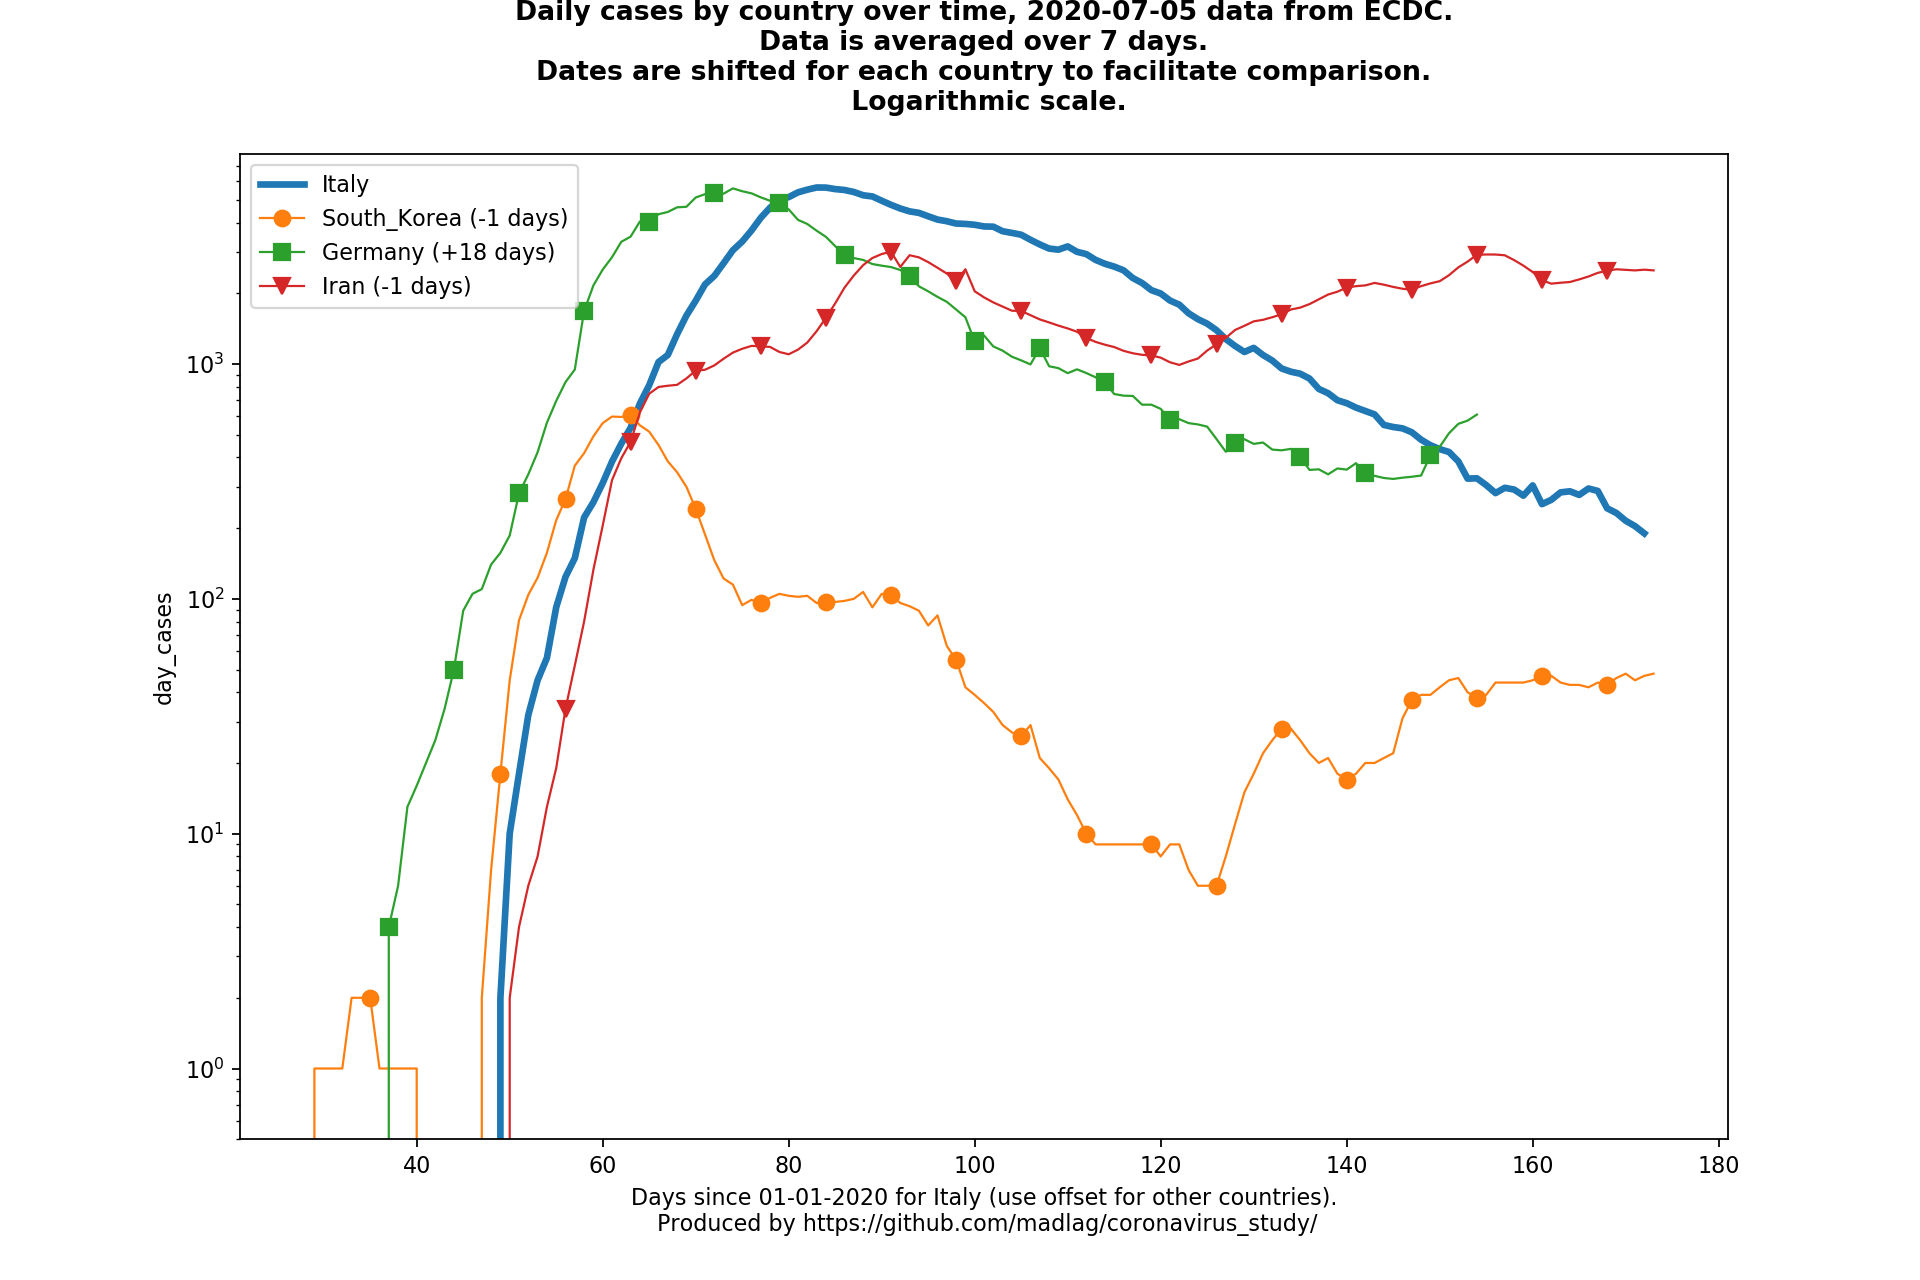 Daily cases by country over time, 2020-07-05 data from ECDC.
Data is averaged over 7 days.
Dates are shifted for each country to facilitate comparison.
Logarithmic scale.
Italy
South_Korea (-1 days)
Germany (+18 days)
Iran (-1 days)
day_cases
10³
10²
10¹
10⁰
40 60 80 100 120 140 160 180
Days since 01-01-2020 for Italy (use offset for other countries).
Produced by https://github.com/madlag/coronavirus_study/